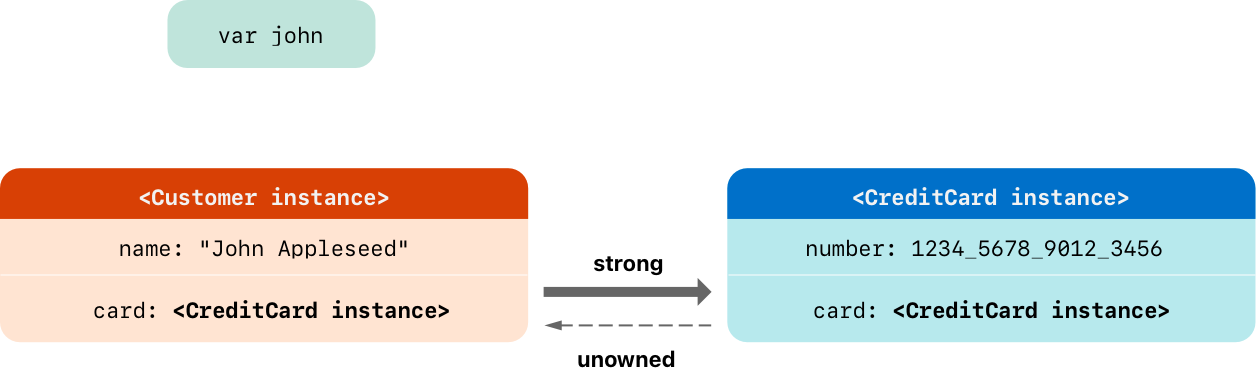 var john
<Customer instance>
name: "John Appleseed"
card: <CreditCard instance>
strong
unowned
<CreditCard instance>
number: 1234_5678_9012_3456
card: <CreditCard instance>